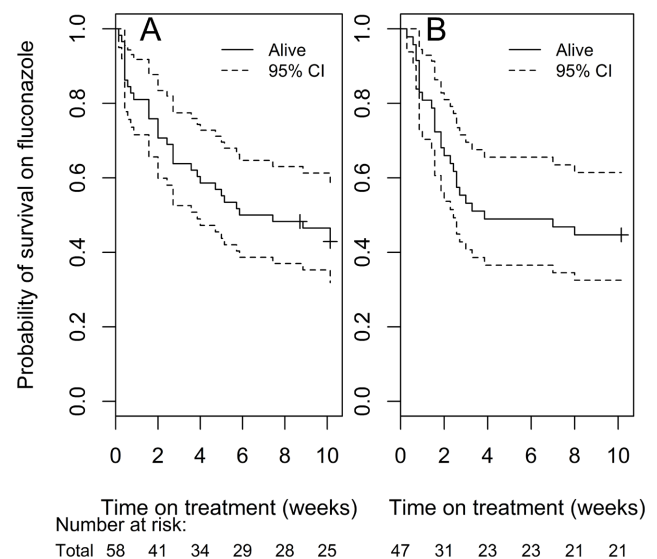 A
B
Alive
95% CI
Alive
95% CI
Probability of survival on fluconazole
1.0
0.8
0.6
0.4
0.2
0.0
1.0
0.8
0.6
0.4
0.2
0.0
0 2 4 6 8 10
0 2 4 6 8 10
Time on treatment (weeks)
Time on treatment (weeks)
Number at risk:
Total 58 41 34 29 28 25 47 31 23 23 21 21